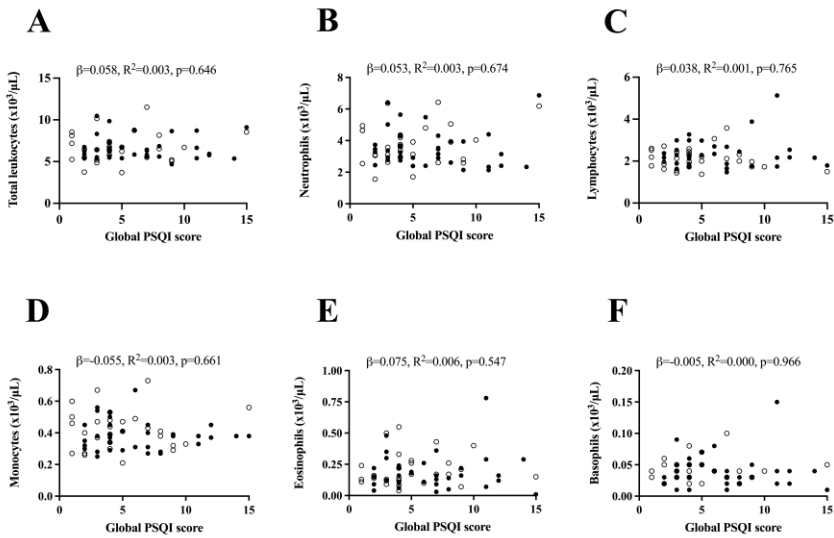 A
β=0.058, R²=0.003, p=0.646
Total leukocytes (x10³/µL)
15
10
5
0
0 5 10 15
Global PSQI score
B
β=0.053, R²=0.003, p=0.674
Neutrophils (x10³/µL)
8
6
4
2
0
0 5 10 15
Global PSQI score
C
β=0.038, R²=0.001, p=0.765
Lymphocytes (x10³/µL)
6
4
2
0
0 5 10 15
Global PSQI score
D
β=-0.055, R²=0.003, p=0.661
Monocytes (x10³/µL)
0.8
0.6
0.4
0.2
0.0
0 5 10 15
Global PSQI score
E
β=0.075, R²=0.006, p=0.547
Eosinophils (x10³/µL)
1.00
0.75
0.50
0.25
0.00
0 5 10 15
Global PSQI score
F
β=-0.005, R²=0.000, p=0.966
Basophils (x10³/µL)
0.20
0.15
0.10
0.05
0.00
0 5 10 15
Global PSQI score